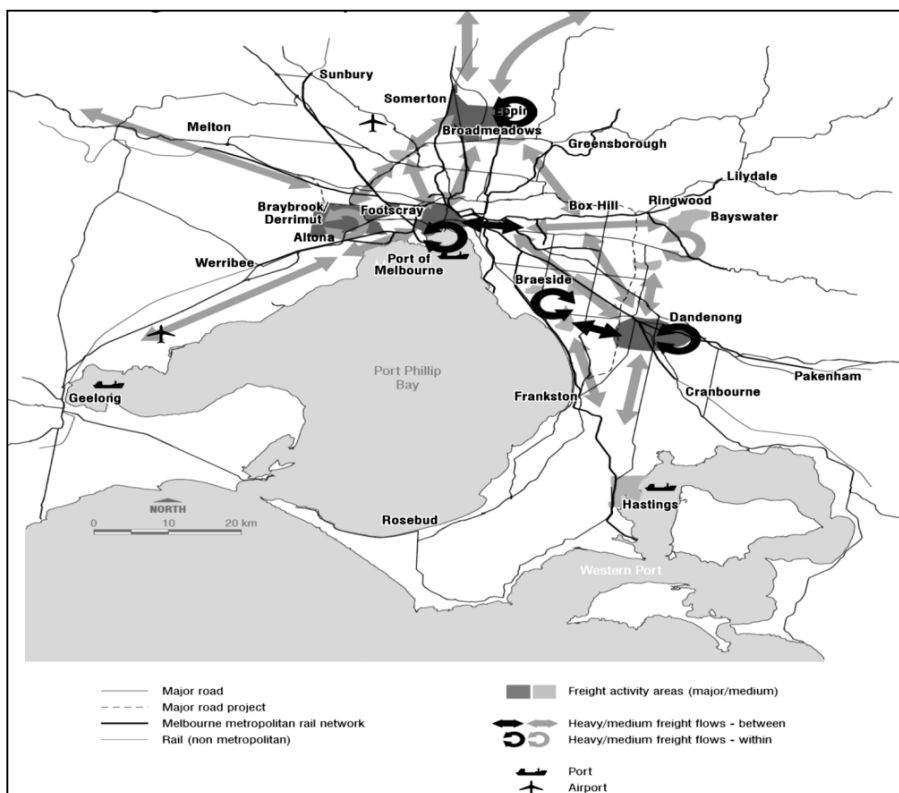 Sunbury
Somerton
Eppin
Broadmeadows
Melton
Greensborough
Lilydale
Ringwood
Box Hill
Braybrook/
Derrimut
Footscray
Bayswater
Altona
Werribee
Port of
Melbourne
Braeside
Dandenong
Port Phillip
Bay
Pakenham
Geelong
Frankston
Cranbourne
NORTH
0 10 20 km
Hastings
Rosebud
Western Port
Major road
Major road project
Melbourne metropolitan rail network
Rail (non metropolitan)
Freight activity areas (major/medium)
Heavy/medium freight flows - between
Heavy/medium freight flows - within
Port
Airport